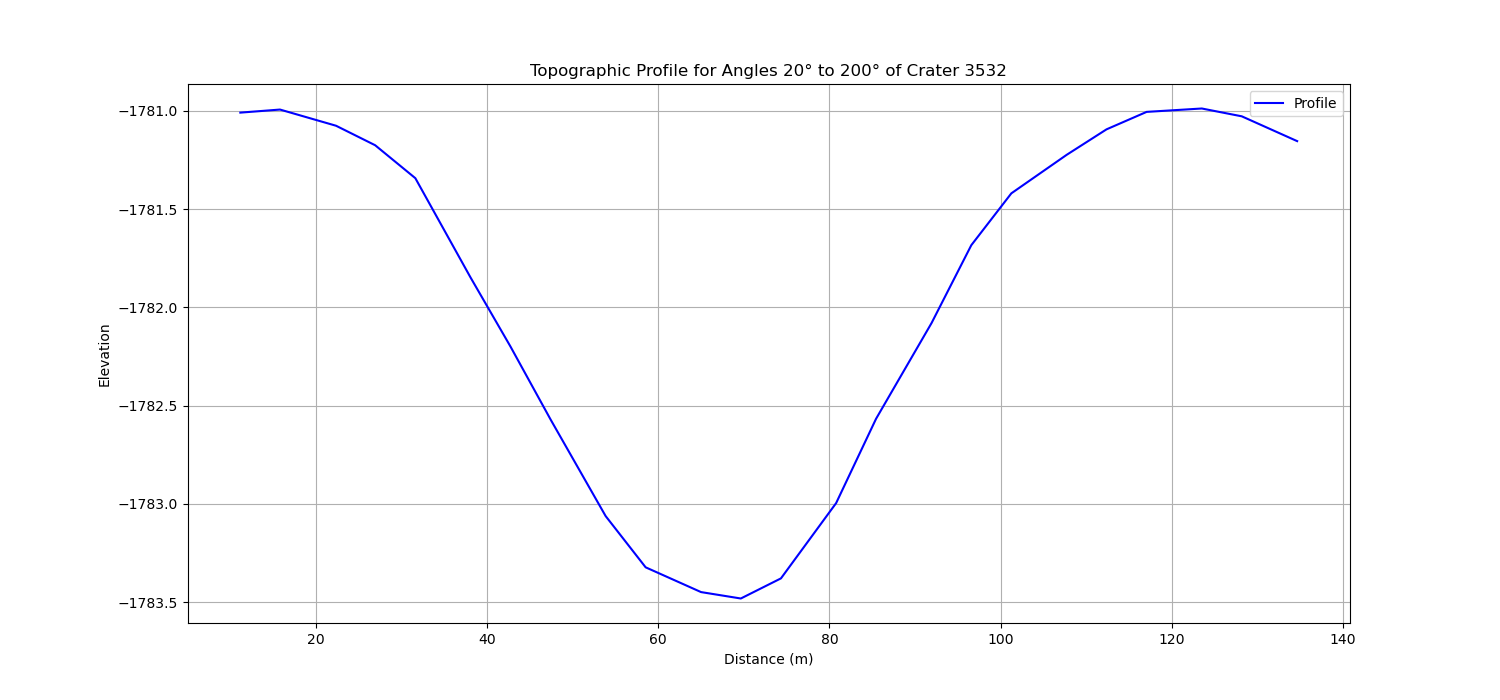 Topographic Profile for Angles 20° to 200° of Crater 3532
Profile
−1781.0
−1781.5
−1782.0
−1782.5
−1783.0
−1783.5
Elevation
20 40 60 80 100 120 140
Distance (m)